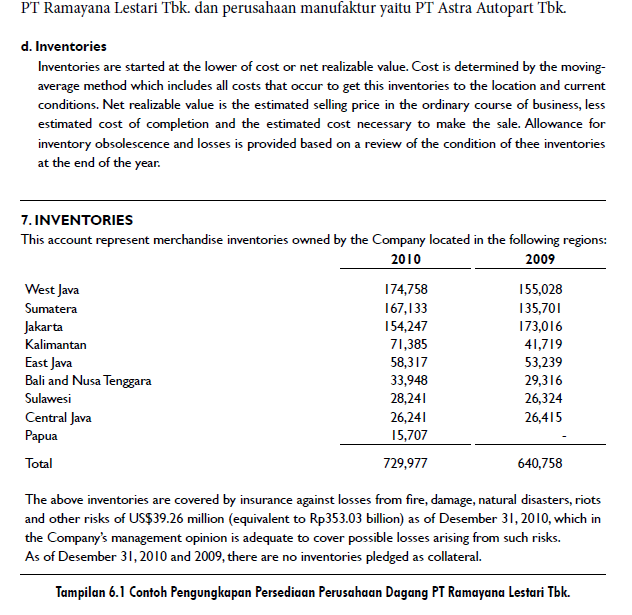 PT Ramayana Lestari Tbk. dan perusahaan manufaktur yaitu PT Astra Autopart Tbk.
d. Inventories
Inventories are started at the lower of cost or net realizable value. Cost is determined by the moving-
average method which includes all costs that occur to get this inventories to the location and current
conditions. Net realizable value is the estimated selling price in the ordinary course of business, less
estimated cost of completion and the estimated cost necessary to make the sale. Allowance for
inventory obsolescence and losses is provided based on a review of the condition of thee inventories
at the end of the year.
7. INVENTORIES
This account represent merchandise inventories owned by the Company located in the following regions:
2010 2009
West Java 174,758 155,028
Sumatera 167,133 135,701
Jakarta 154,247 173,016
Kalimantan 71,385 41,719
East Java 58,317 53,239
Bali and Nusa Tenggara 33,948 29,316
Sulawesi 28,241 26,324
Central Java 26,241 26,415
Papua 15,707 -
Total 729,977 640,758
The above inventories are covered by insurance against losses from fire, damage, natural disasters, riots
and other risks of US$39.26 million (equivalent to Rp353.03 billion) as of Desember 31, 2010, which in
the Company's management opinion is adequate to cover possible losses arising from such risks.
As of Desember 31, 2010 and 2009, there are no inventories pledged as collateral.
Tampilan 6.1 Contoh Pengungkapan Persediaan Perusahaan Dagang PT Ramayana Lestari Tbk.